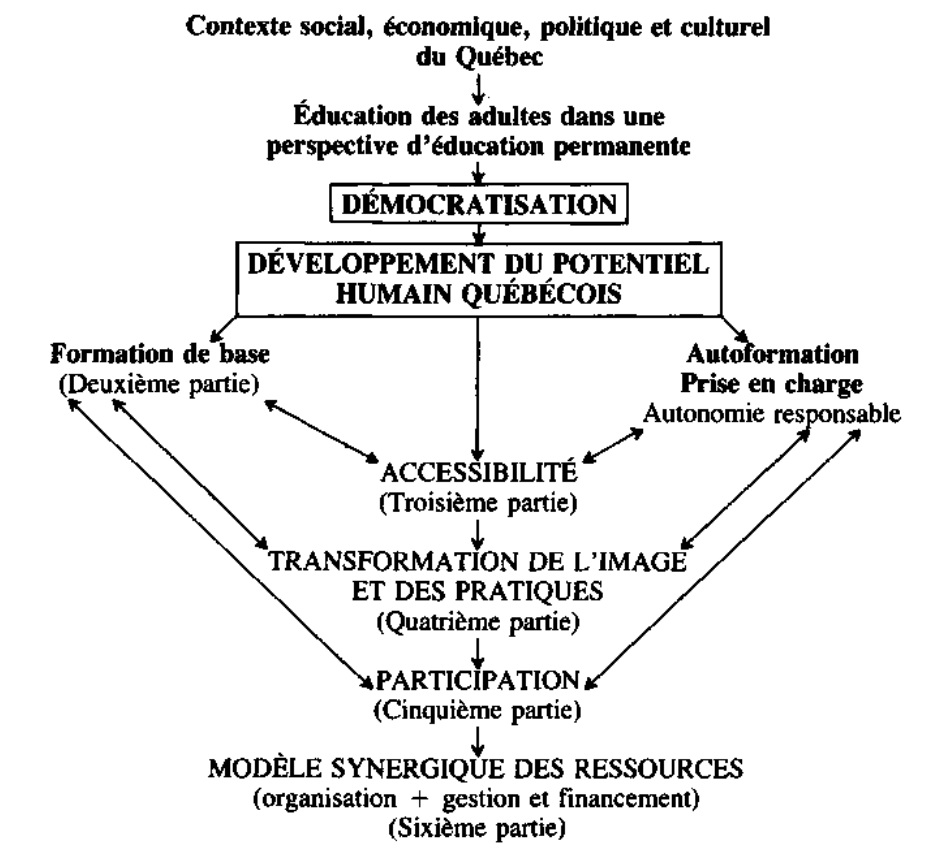 Contexte social, économique, politique et culturel
du Québec
Éducation des adultes dans une
perspective d'éducation permanente
DÉMOCRATISATION
DÉVELOPPEMENT DU POTENTIEL
HUMAIN QUÉBÉCOIS
Formation de base
(Deuxième partie)
Autoformation
Prise en charge
Autonomie responsable
ACCESSIBILITÉ
(Troisième partie)
TRANSFORMATION DE L'IMAGE
ET DES PRATIQUES
(Quatrième partie)
PARTICIPATION
(Cinquième partie)
MODÈLE SYNERGIQUE DES RESSOURCES
(organisation + gestion et financement)
(Sixième partie)